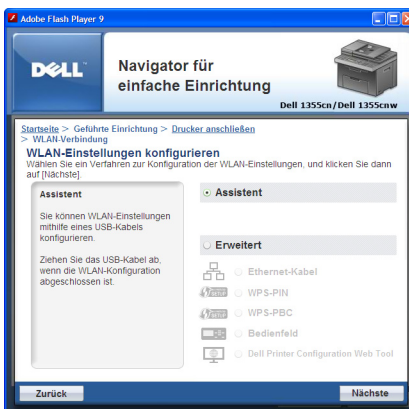 Adobe Flash Player 9
DELL
Navigator für
einfache Einrichtung
Dell 1355cn/Dell 1355cnw
Startseite > Geführte Einrichtung > Drucker anschließen
> WLAN-Verbindung
WLAN-Einstellungen konfigurieren
Wählen Sie ein Verfahren zur Konfiguration der WLAN-Einstellungen, und klicken Sie dann
auf [Nächste].
Assistent
Sie können WLAN-Einstellungen
mithilfe eines USB-Kabels
konfigurieren.
Ziehen Sie das USB-Kabel ab,
wenn die WLAN-Konfiguration
abgeschlossen ist.
Assistent
Erweitert
Ethernet-Kabel
WPS-PIN
WPS-PBC
Bedienfeld
Dell Printer Configuration Web Tool
Zurück
Nächste